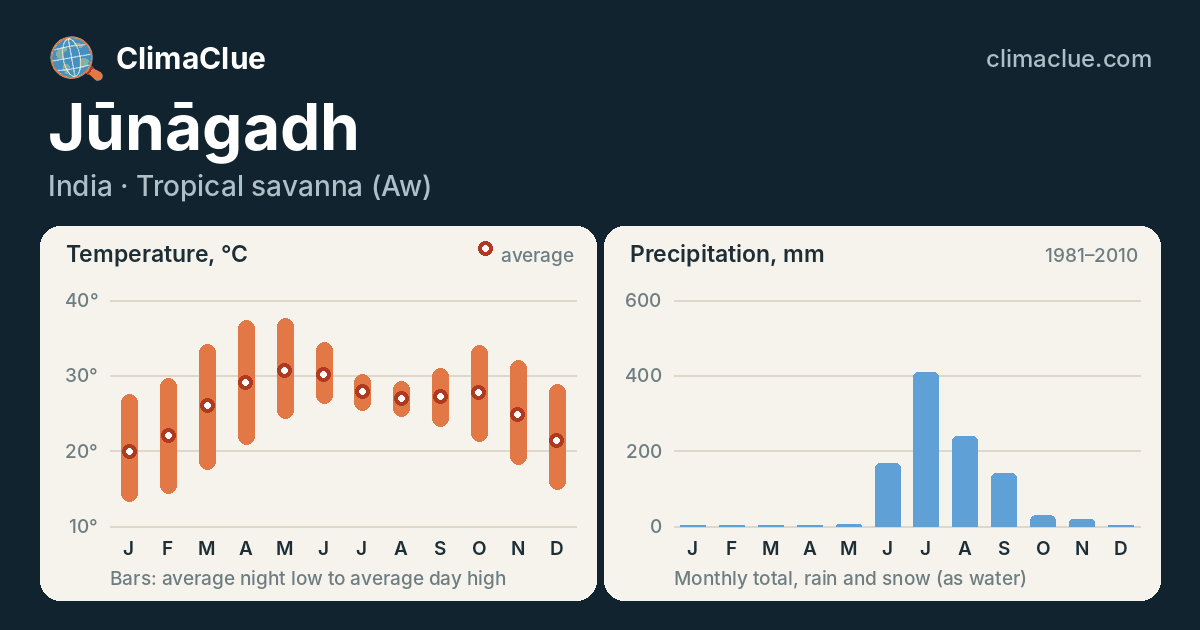 ClimaClue
climaclue.com
Jūnāgadh
India · Tropical savanna (Aw)
Temperature, °C
average
40°
30°
20°
10°
J F M A M J J A S O N D
Bars: average night low to average day high
Precipitation, mm
1981–2010
600
400
200
0
J F M A M J J A S O N D
Monthly total, rain and snow (as water)